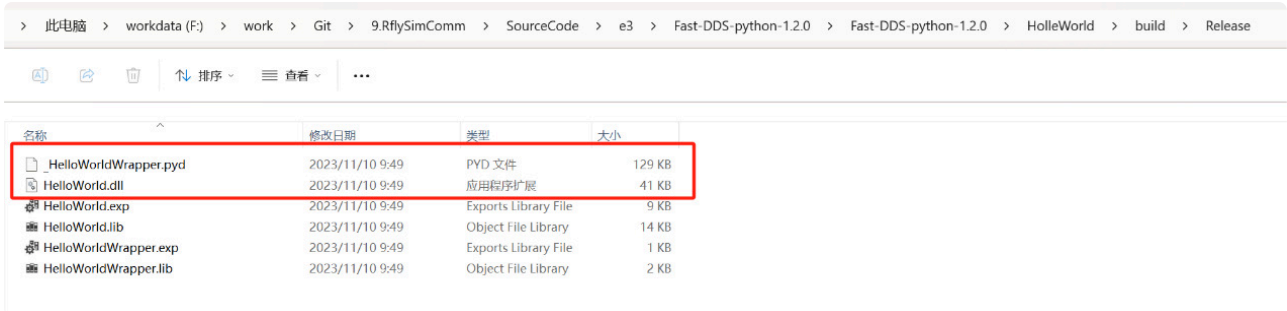 > 此电脑 > workdata (F:) > work > Git > 9.RflySimComm > SourceCode > e3 > Fast-DDS-python-1.2.0 > Fast-DDS-python-1.2.0 > HolleWorld > build > Release
排序 查看 ...
名称 修改日期 类型 大小
_HelloWorldWrapper.pyd 2023/11/10 9:49 PYD 文件 129 KB
HelloWorld.dll 2023/11/10 9:49 应用程序扩展 41 KB
HelloWorld.exp 2023/11/10 9:49 Exports Library File 9 KB
HelloWorld.lib 2023/11/10 9:49 Object File Library 14 KB
HelloWorldWrapper.exp 2023/11/10 9:49 Exports Library File 1 KB
HelloWorldWrapper.lib 2023/11/10 9:49 Object File Library 2 KB